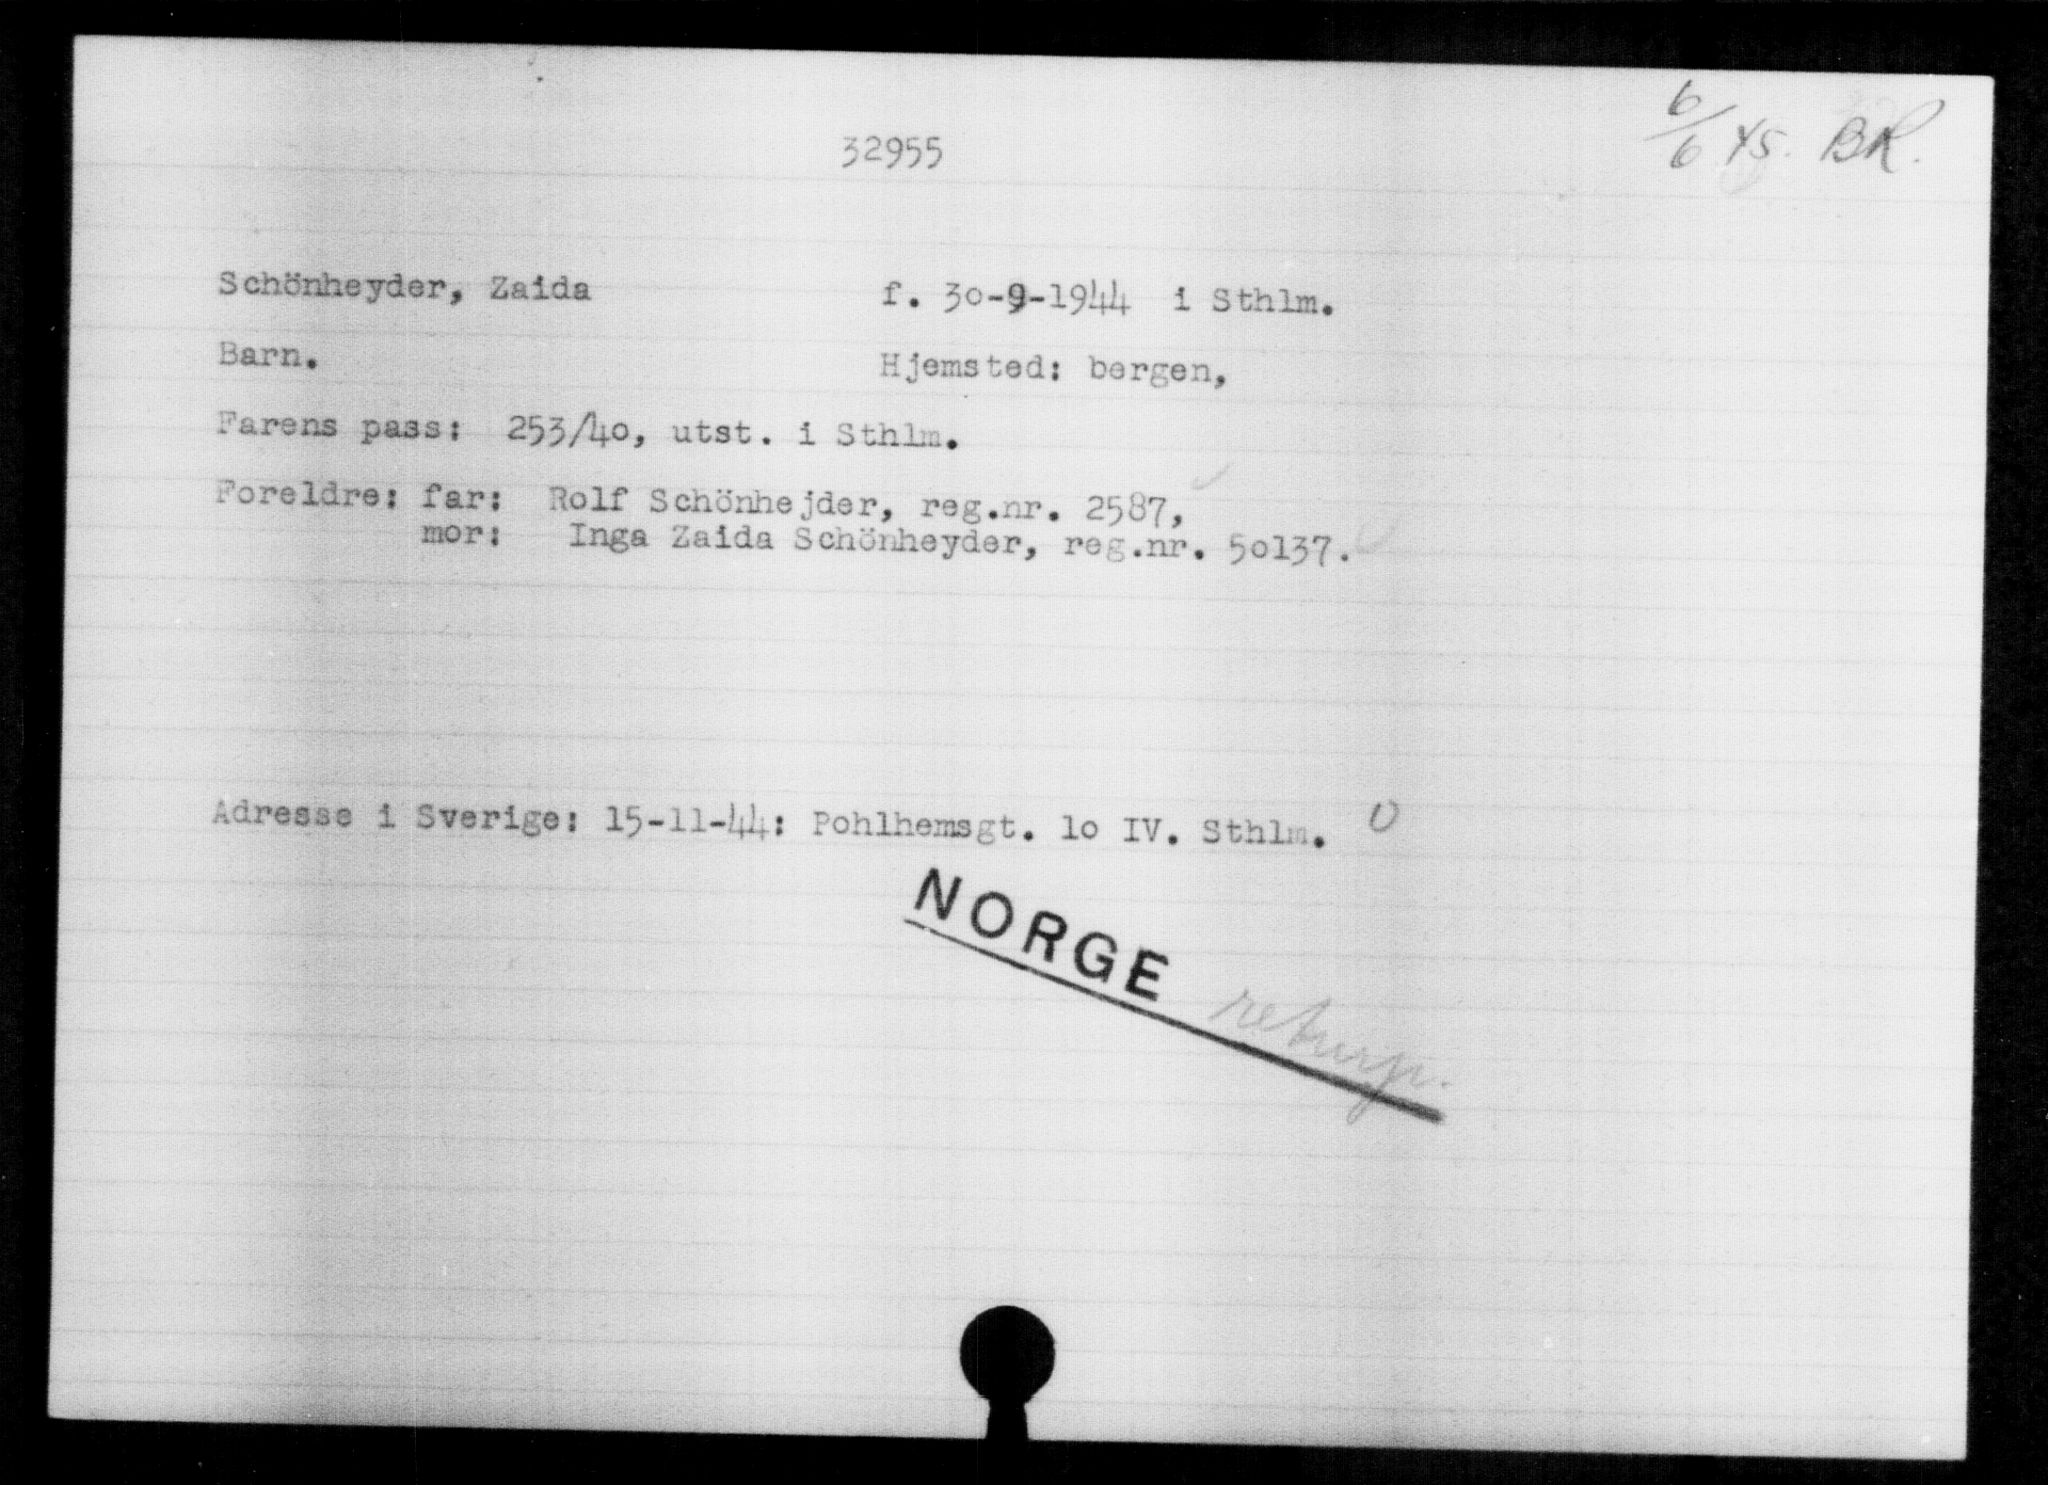 6/6 45. BR.
32955
Schönheyder, Zaida f. 30-9-1944 i Sthlm.
Barn. Hjemsted: bergen,
Farens pass: 253/40, utst. i Sthlm.
Foreldre: far: Rolf Schönhejder, reg.nr. 2587,
mor: Inga Zaida Schönheyder, reg.nr. 50137.
Adresse i Sverige: 15-11-44: Pohlhemsgt. lo IV. Sthlm. U
NORGE